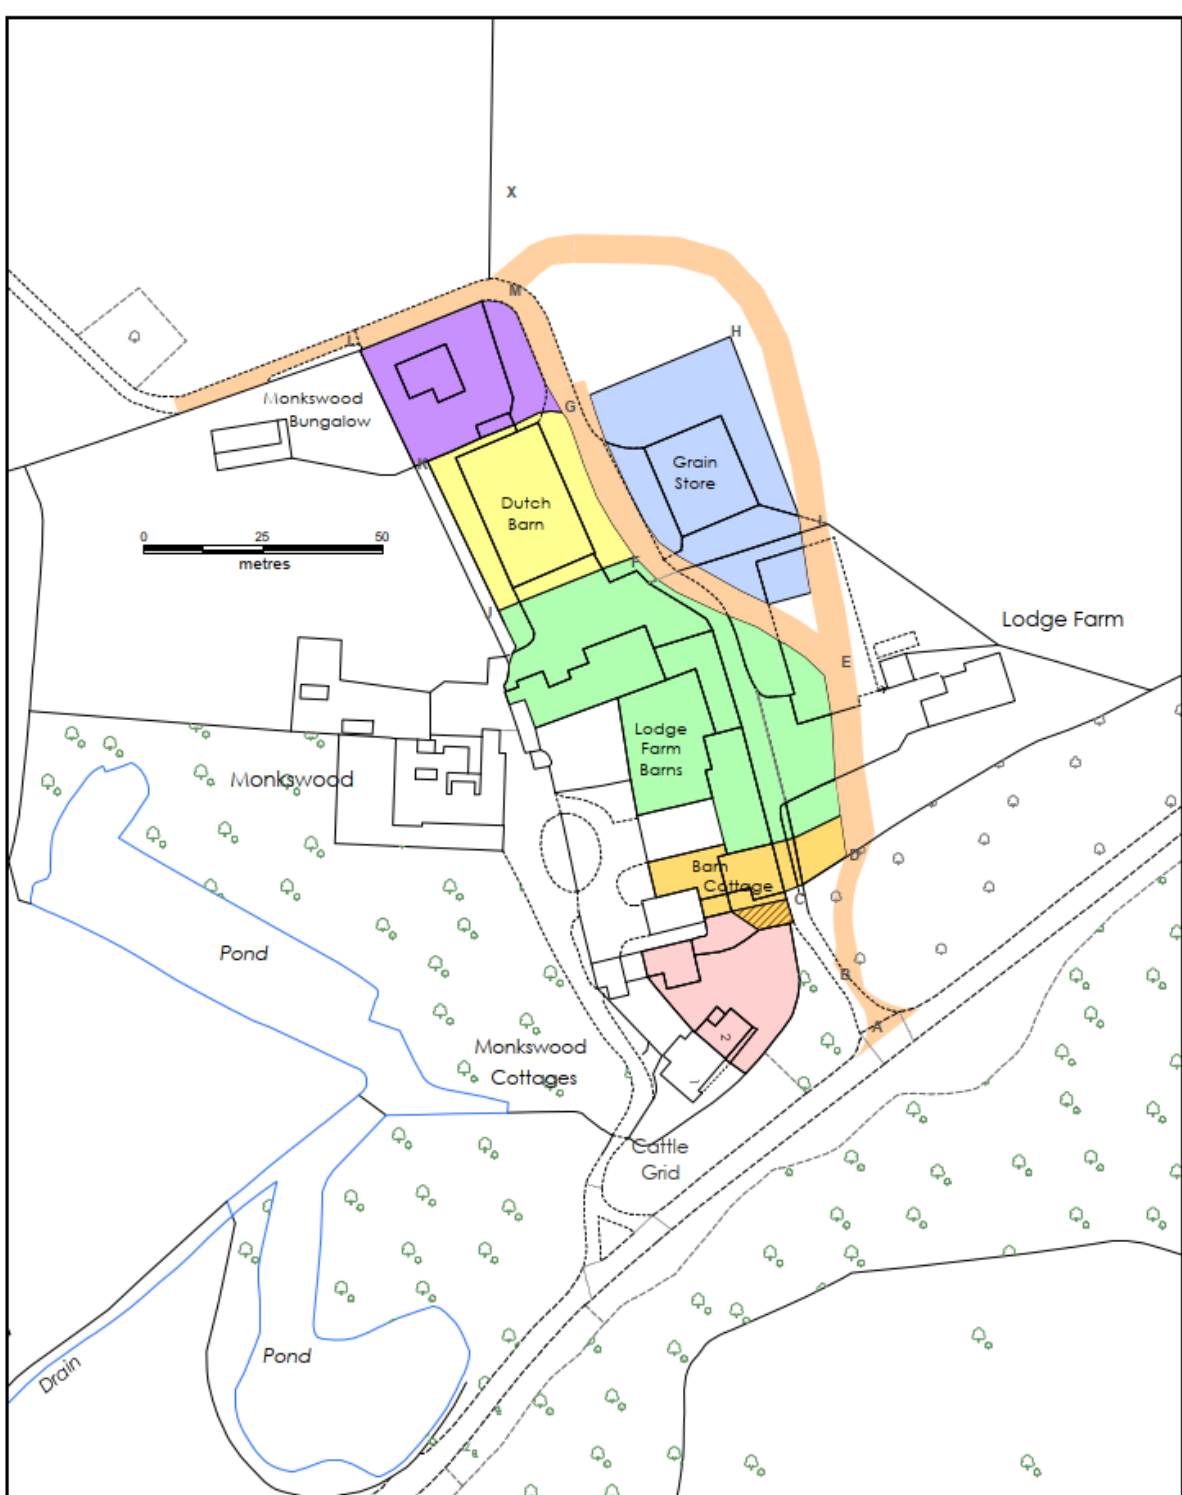 X
M
H
L
Monkswood
Bungalow
G
K
Grain
Store
Dutch
Barn
I
0 25 50
metres
F
J
Lodge Farm
E
Lodge
Farm
Barns
Monkswood
D
Barn
Cottage
C
Pond
B
A
2
1
Monkswood
Cottages
Cattle
Grid
Pond
Drain